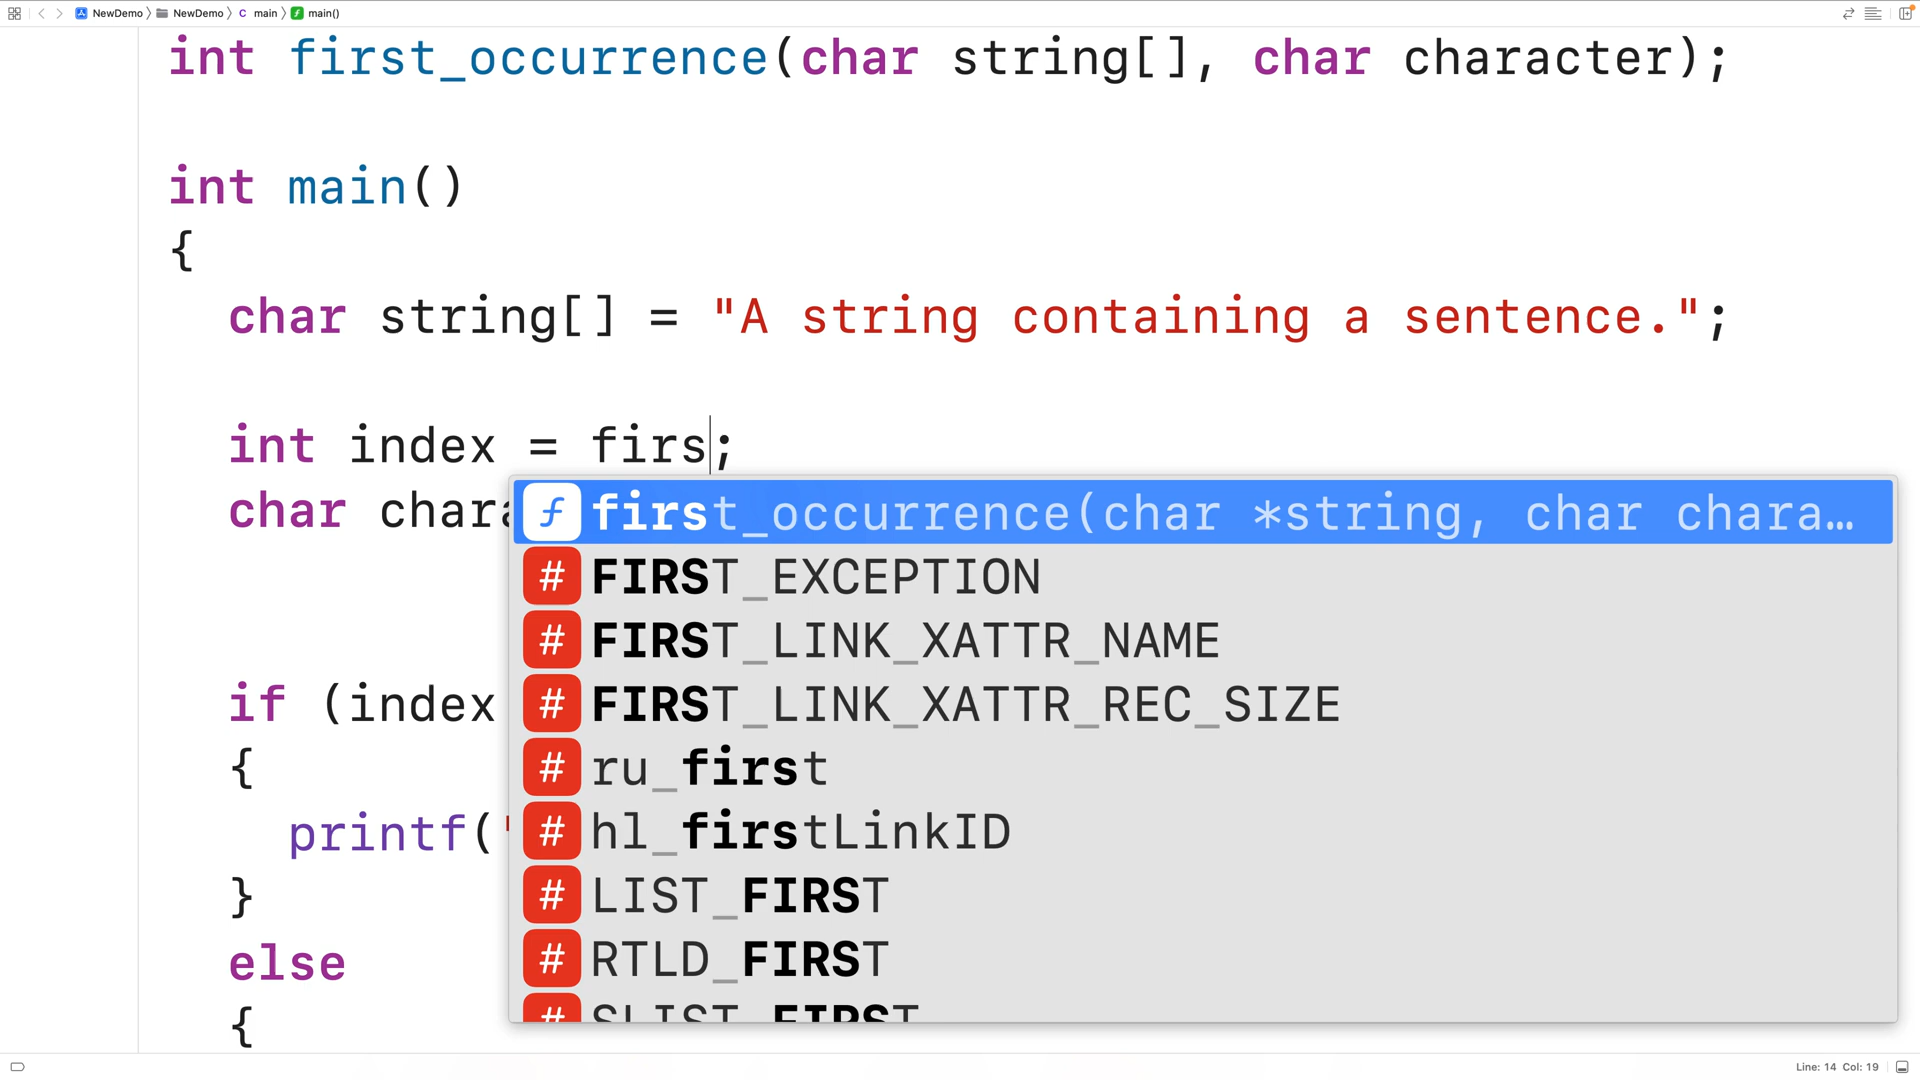 NewDemo NewDemo C main f main()
int first_occurrence(char string[], char character);
int main()
{
char string[] = "A string containing a sentence.";
int index = firs;
char chara
f first_occurrence(char *string, char chara…
# FIRST_EXCEPTION
# FIRST_LINK_XATTR_NAME
# FIRST_LINK_XATTR_REC_SIZE
if (index
{
# ru_first
printf("
# hl_firstLinkID
}
# LIST_FIRST
else
# RTLD_FIRST
{
# SLIST_FIRST
Line: 14 Col: 19